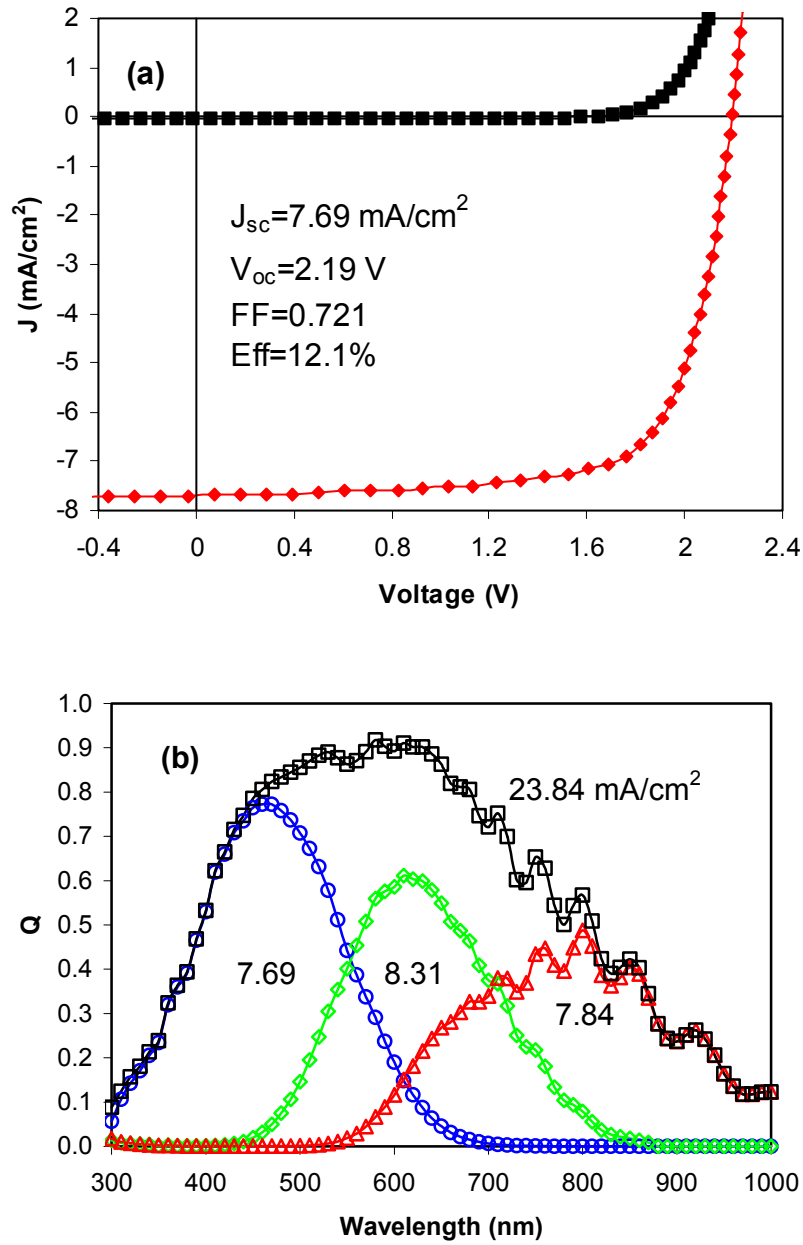 2
1
0
-1
-2
-3
-4
-5
-6
-7
-8
-0.4 0 0.4 0.8 1.2 1.6 2 2.4
J (mA/cm²)
Voltage (V)
(a)
Jsc=7.69 mA/cm²
Voc=2.19 V
FF=0.721
Eff=12.1%
1.0
0.9
0.8
0.7
0.6
0.5
0.4
0.3
0.2
0.1
0.0
300 400 500 600 700 800 900 1000
Q
Wavelength (nm)
(b)
23.84 mA/cm²
7.69
8.31
7.84